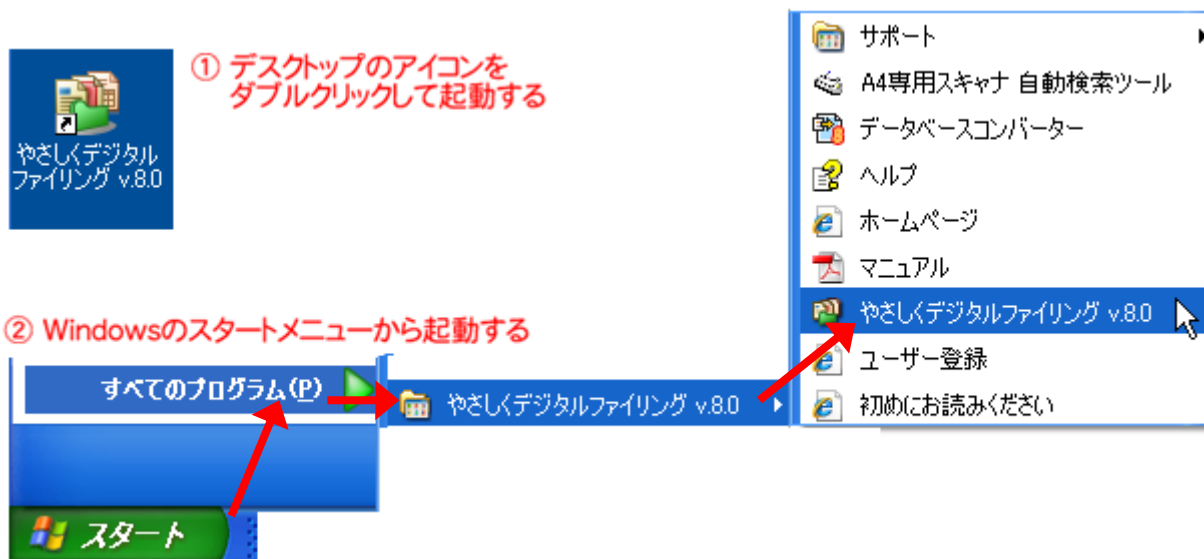 ① デスクトップのアイコンを
ダブルクリックして起動する
やさしくデジタル
ファイリング v.8.0
② Windowsのスタートメニューから起動する
すべてのプログラム(P)
スタート
やさしくデジタルファイリング v.8.0
サポート
A4専用スキャナ 自動検索ツール
データベースコンバーター
ヘルプ
ホームページ
マニュアル
やさしくデジタルファイリング v.8.0
ユーザー登録
初めにお読みください